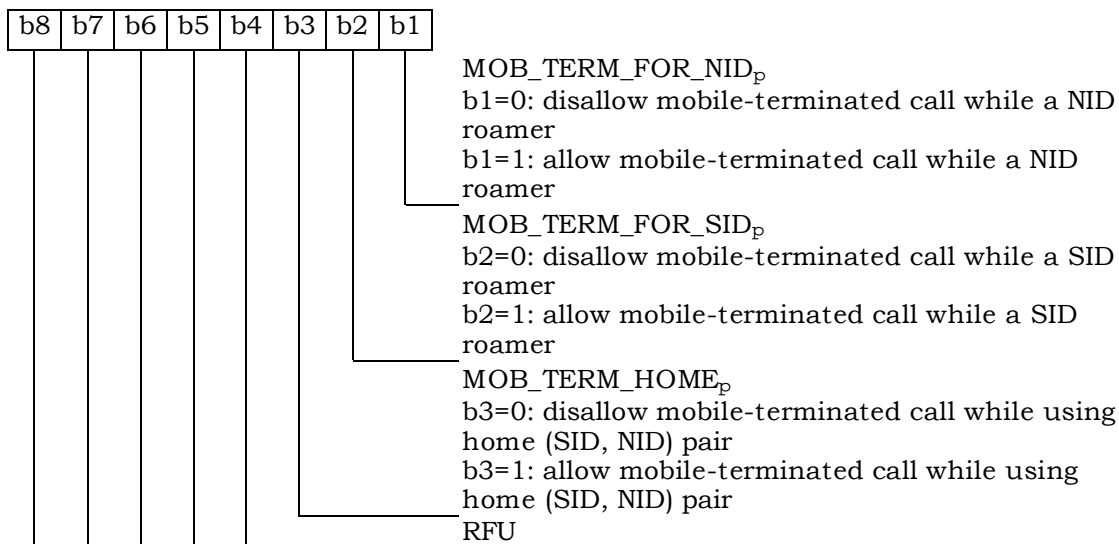 b8 b7 b6 b5 b4 b3 b2 b1
MOB_TERM_FOR_NIDp
b1=0: disallow mobile-terminated call while a NID
roamer
b1=1: allow mobile-terminated call while a NID
roamer
MOB_TERM_FOR_SIDp
b2=0: disallow mobile-terminated call while a SID
roamer
b2=1: allow mobile-terminated call while a SID
roamer
MOB_TERM_HOMEp
b3=0: disallow mobile-terminated call while using
home (SID, NID) pair
b3=1: allow mobile-terminated call while using
home (SID, NID) pair
RFU